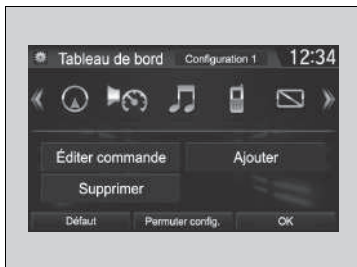 Tableau de bord Configuration 1 12:34
Éditer commande Ajouter
Supprimer
Défaut Permuter config. OK